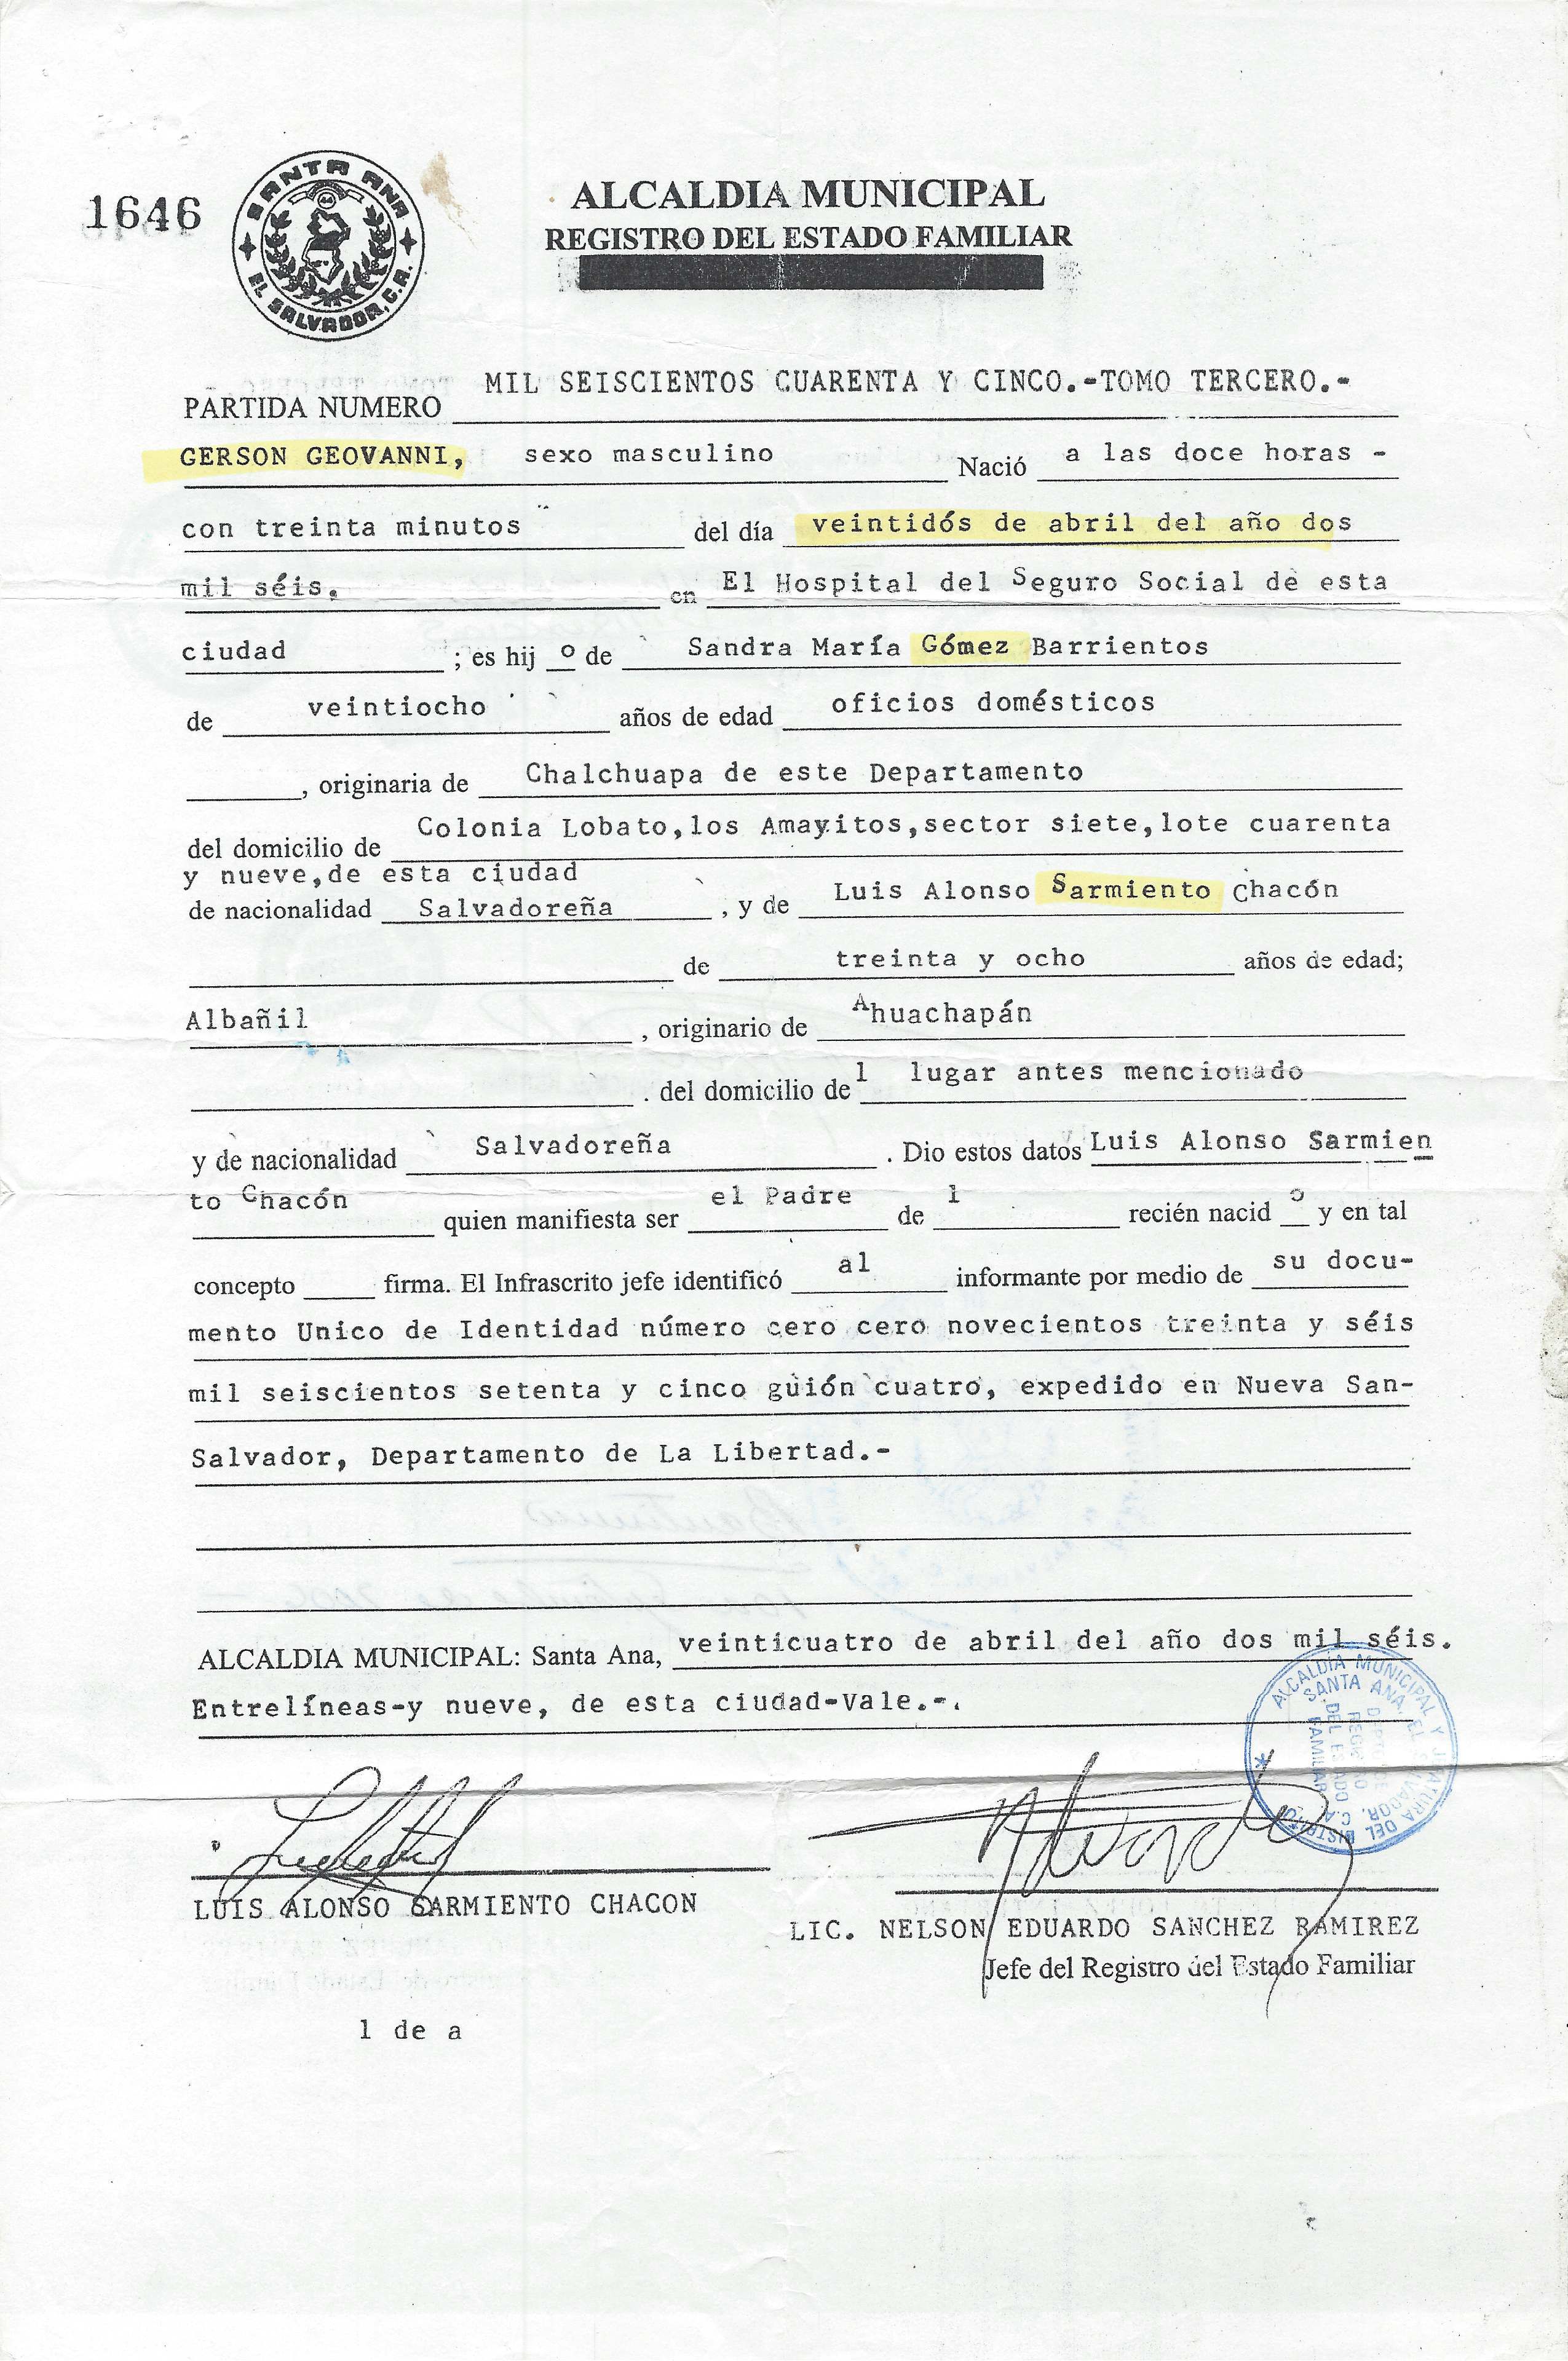 1646
SANTA ANA
EL SALVADOR, C.A.
ALCALDIA MUNICIPAL
REGISTRO DEL ESTADO FAMILIAR
PARTIDA NUMERO MIL SEISCIENTOS CUARENTA Y CINCO.-TOMO TERCERO.-
GERSON GEOVANNI, sexo masculino Nació a las doce horas -
con treinta minutos del día veintidós de abril del año dos
mil séis. en El Hospital del Seguro Social de esta
ciudad ; es hij o de Sandra María Gómez Barrientos
de veintiocho años de edad oficios domésticos
, originaria de Chalchuapa de este Departamento
del domicilio de Colonia Lobato,los Amayitos,sector siete,lote cuarenta
y nueve,de esta ciudad
de nacionalidad Salvadoreña , y de Luis Alonso Sarmiento Chacón
de treinta y ocho años de edad;
Albañil , originario de Ahuachapán
. del domicilio de l lugar antes mencionado
y de nacionalidad Salvadoreña . Dio estos datos Luis Alonso Sarmien
to Chacón quien manifiesta ser el Padre de l recién nacid o y en tal
concepto firma. El Infrascrito jefe identificó al informante por medio de su docu-
mento Unico de Identidad número cero cero novecientos treinta y séis
mil seiscientos setenta y cinco guión cuatro, expedido en Nueva San-
Salvador, Departamento de La Libertad.-
ALCALDIA MUNICIPAL: Santa Ana, veinticuatro de abril del año dos mil séis.
Entrelíneas-y nueve, de esta ciudad-Vale.-.
ALCALDIA MUNICIPAL Y JEFATURA DEL DISTRITO
SANTA ANA, EL SALVADOR, C.A.
REGISTRO
DEL ESTADO
FAMILIAR
LUIS ALONSO SARMIENTO CHACON
LIC. NELSON EDUARDO SANCHEZ RAMIREZ
Jefe del Registro del Estado Familiar
l de a